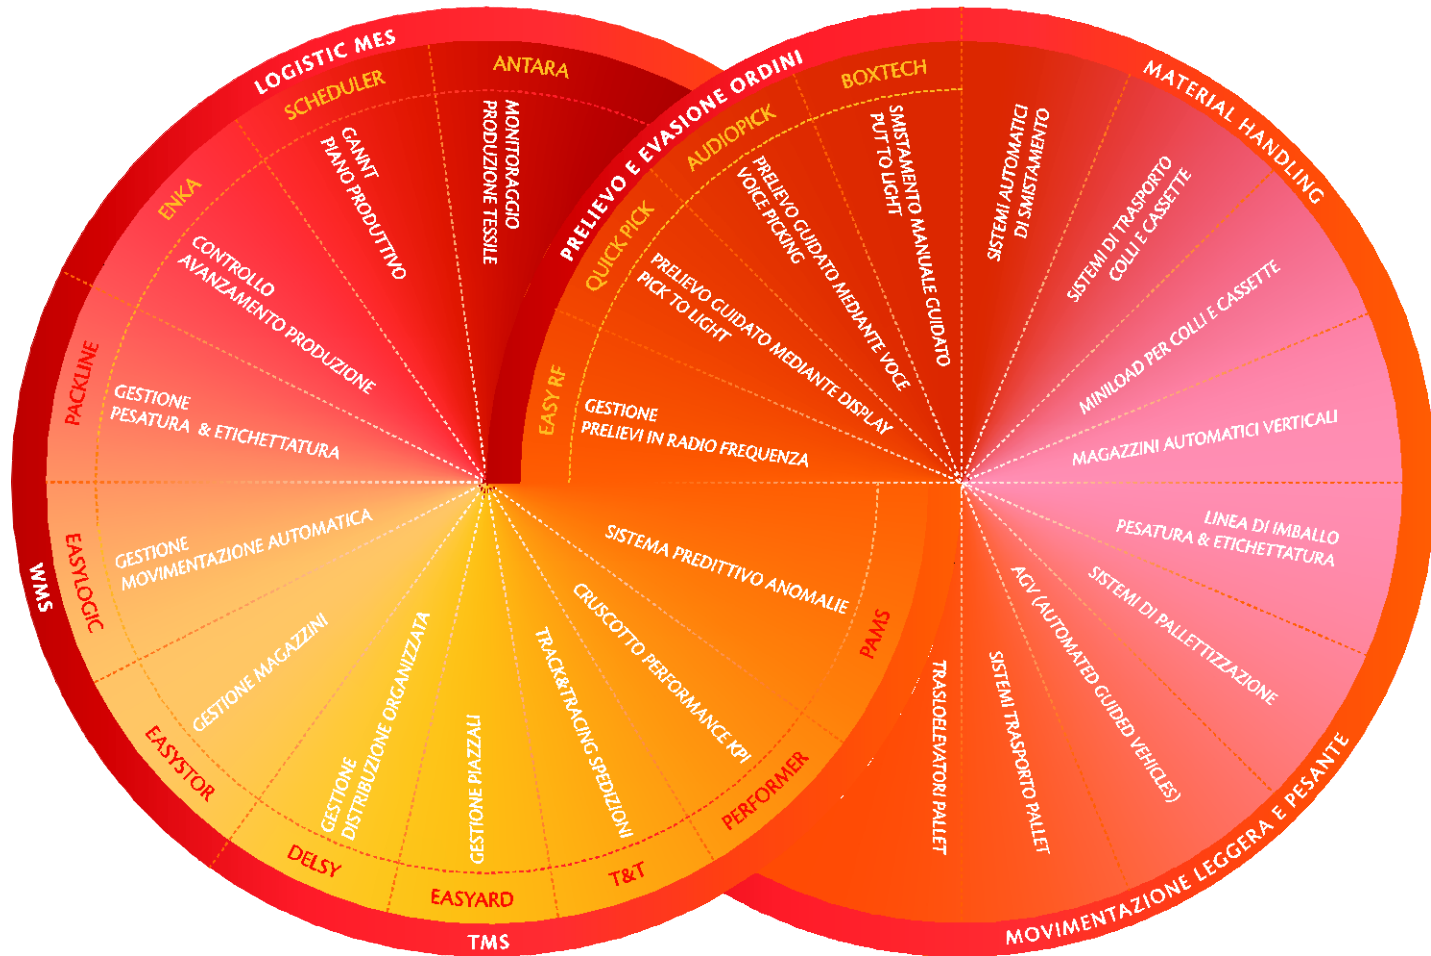 LOGISTIC MES
ANTARA
MONITORAGGIO
PRODUZIONE TESSILE
SCHEDULER
GANNT
PIANO PRODUTTIVO
ENKA
CONTROLLO
AVANZAMENTO PRODUZIONE
WMS
PACKLINE
GESTIONE
PESATURA & ETICHETTATURA
EASYLOGIC
GESTIONE
MOVIMENTAZIONE AUTOMATICA
EASYSTOR
GESTIONE MAGAZZINI
TMS
DELSY
GESTIONE
DISTRIBUZIONE ORGANIZZATA
EASYARD
GESTIONE PIAZZALI
T&T
TRACK&TRACING SPEDIZIONI
PERFORMER
CRUSCOTTO PERFORMANCE KPI
PAMS
SISTEMA PREDITTIVO ANOMALIE
PRELIEVO E EVASIONE ORDINI
EASY RF
GESTIONE
PRELIEVI IN RADIO FREQUENZA
QUICK PICK
PRELIEVO GUIDATO MEDIANTE DISPLAY
PICK TO LIGHT
AUDIOPICK
PRELIEVO GUIDATO MEDIANTE VOCE
VOICE PICKING
BOXTECH
SMISTAMENTO MANUALE GUIDATO
PUT TO LIGHT
MATERIAL HANDLING
SISTEMI AUTOMATICI
DI SMISTAMENTO
SISTEMI DI TRASPORTO
COLLI E CASSETTE
MINILOAD PER COLLI E CASSETTE
MAGAZZINI AUTOMATICI VERTICALI
LINEA DI IMBALLO
PESATURA & ETICHETTATURA
SISTEMI DI PALLETTIZZAZIONE
AGV (AUTOMATED GUIDED VEHICLES)
SISTEMI TRASPORTO PALLET
TRASLOELEVATORI PALLET
MOVIMENTAZIONE LEGGERA E PESANTE